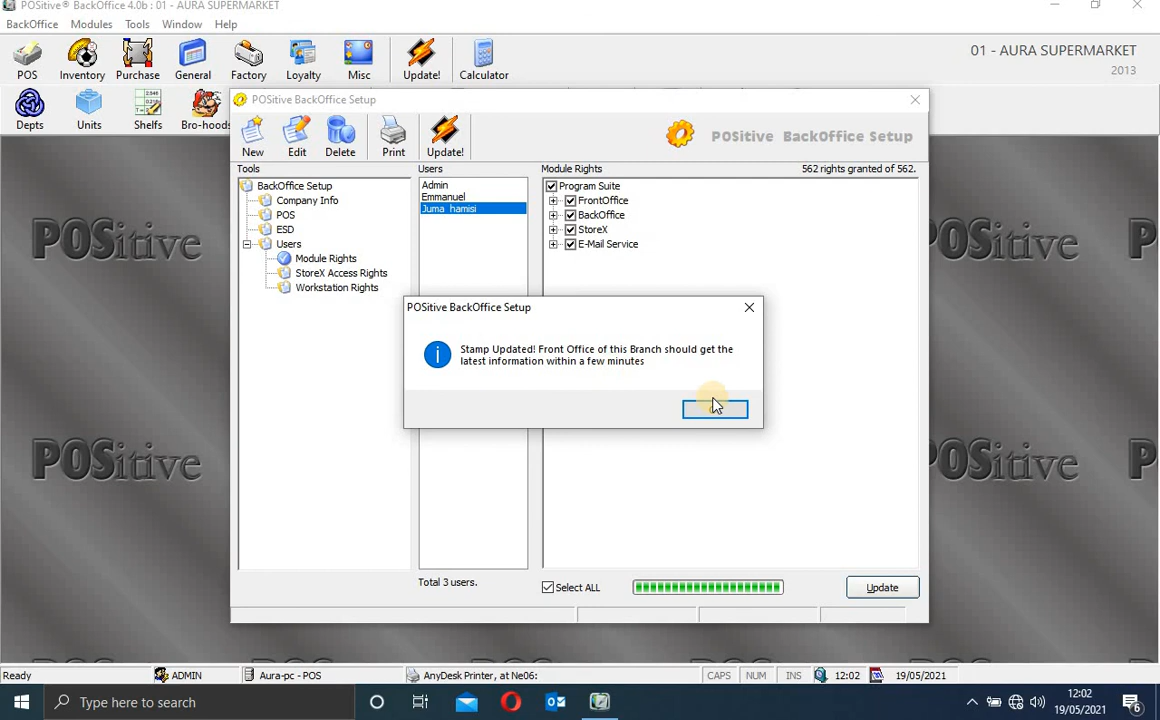 POSitive® BackOffice 4.0b : 01 - AURA SUPERMARKET
BackOffice Modules Tools Window Help
POS Inventory Purchase General Factory Loyalty Misc Update! Calculator
01 - AURA SUPERMARKET
2013
Depts Units Shelfs Bro-hoods
POSitive BackOffice Setup
New Edit Delete Print Update!
POSitive BackOffice Setup
Tools
BackOffice Setup
Company Info
POS
ESD
Users
Module Rights
StoreX Access Rights
Workstation Rights
Users
Admin
Emmanuel
Juma hamisi
Total 3 users.
Module Rights
562 rights granted of 562.
Program Suite
FrontOffice
BackOffice
StoreX
E-Mail Service
Select ALL
Update
POSitive BackOffice Setup
Stamp Updated! Front Office of this Branch should get the
latest information within a few minutes
POSitive
POSitive
POSitive
POSitive
Ready ADMIN Aura-pc - POS AnyDesk Printer, at Ne06: CAPS NUM INS 12:02 19/05/2021
Type here to search
12:02
19/05/2021
6